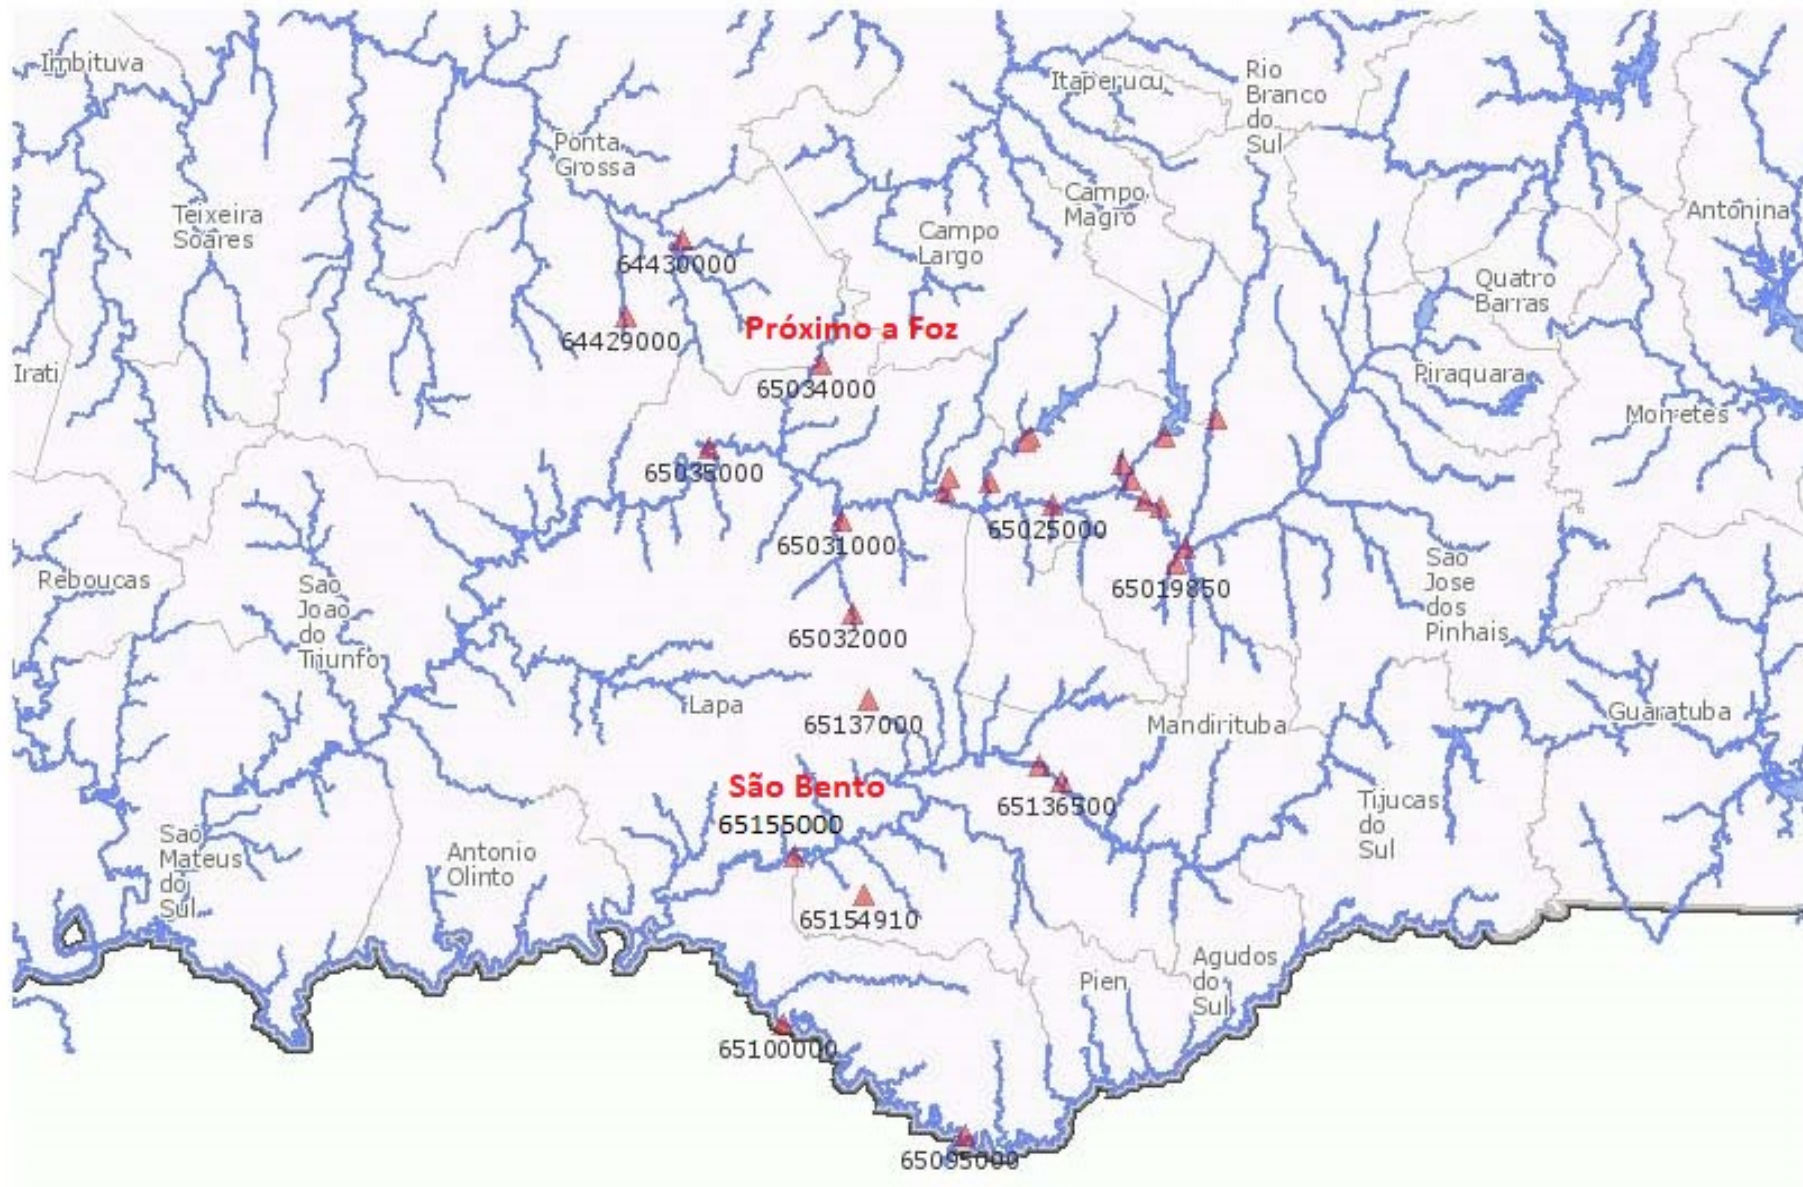 Imbituva
Itaperucu
Rio
Branco
do
Sul
Ponta
Grossa
Teixeira
Soares
Campo
Magro
Antonina
Campo
Largo
64430000
Quatro
Barras
64429000
Próximo a Foz
Irati
65034000
Piraquara
Morretes
65035000
65025000
65031000
Reboucas
Sao
Joao
do
Triunfo
65019850
Sao
Jose
dos
Pinhais
65032000
Lapa
65137000
Mandirituba
Guaratuba
São Bento
65155000
65136500
Tijucas
do
Sul
Sao
Mateus
do
Sul
Antonio
Olinto
65154910
Pien
Agudos
do
Sul
65100000
65095000